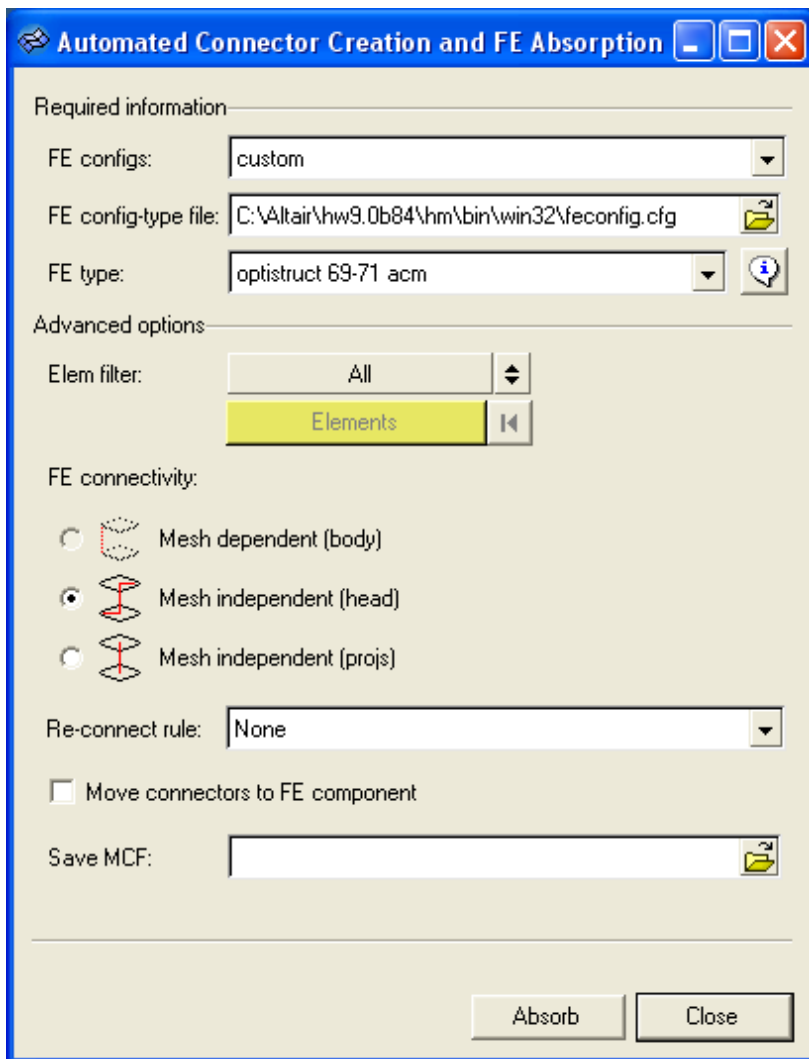 Automated Connector Creation and FE Absorption
Required information
FE configs: custom
FE config-type file: C:\Altair\hw9.0b84\hm\bin\win32\feconfig.cfg
FE type: optistruct 69-71 acm
Advanced options
Elem filter: All
Elements
FE connectivity:
Mesh dependent (body)
Mesh independent (head)
Mesh independent (projs)
Re-connect rule: None
Move connectors to FE component
Save MCF:
Absorb Close